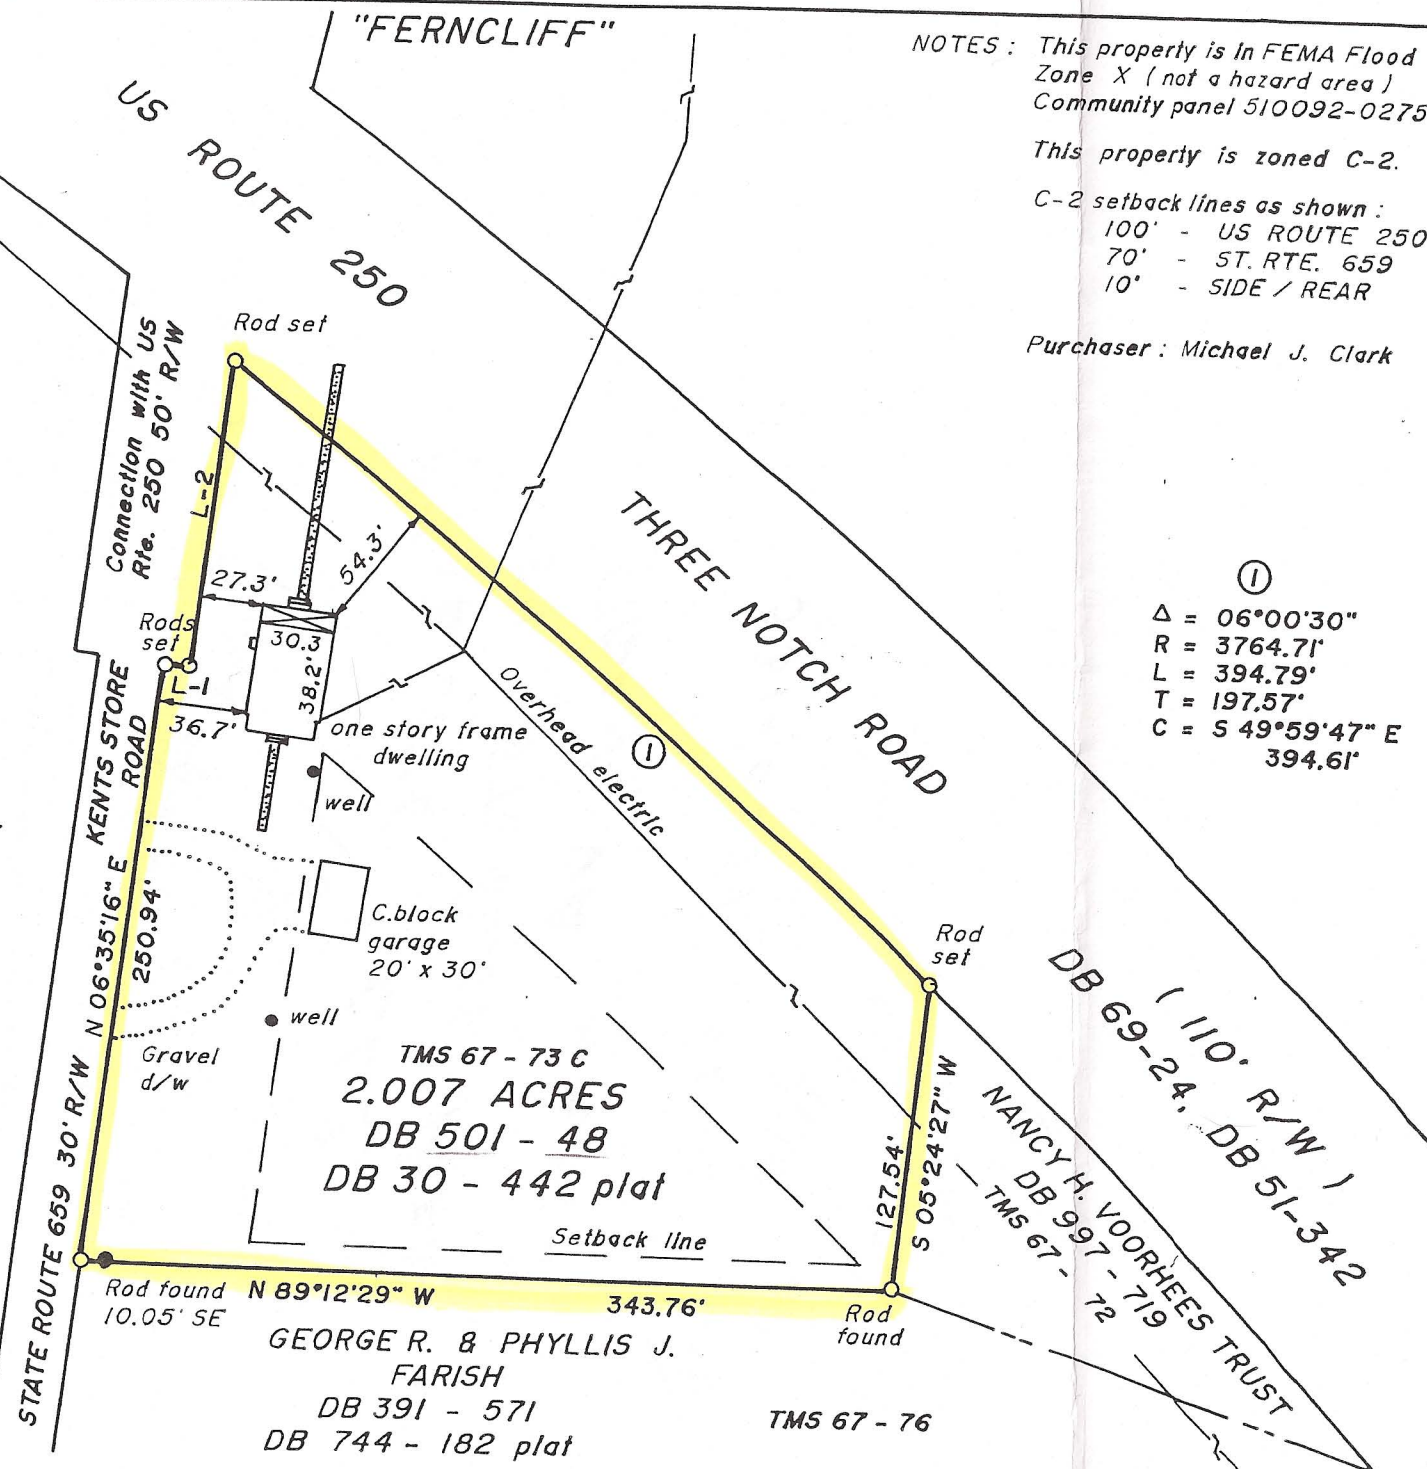 "FERNCLIFF"
NOTES : This property is in FEMA Flood
Zone X ( not a hazard area )
Community panel 510092-0275
This property is zoned C-2.
C-2 setback lines as shown :
100' - US ROUTE 250
70' - ST. RTE. 659
10' - SIDE / REAR
Purchaser : Michael J. Clark
US ROUTE 250
Rod set
Connection with US
Rte. 250 50' R/W
L-2
27.3'
54.3'
Rods
set
30.3
38.2'
L-1
36.7'
one story frame
dwelling
well
Overhead electric
1
THREE NOTCH ROAD
1
Δ = 06°00'30"
R = 3764.71'
L = 394.79'
T = 197.57'
C = S 49°59'47" E
394.61'
KENTS STORE
ROAD
N 06°35'16" E
250.94'
C.block
garage
20' x 30'
well
Gravel
d/w
Rod
set
( 110' R/W )
DB 69-24, DB 51-342
TMS 67 - 73 C
2.007 ACRES
DB 501 - 48
DB 30 - 442 plat
Setback line
127.54'
S 05°24'27" W
NANCY H. VOORHEES TRUST
DB 997 - 719
TMS 67 - 72
STATE ROUTE 659 30' R/W
Rod found
10.05' SE
N 89°12'29" W
343.76'
Rod
found
GEORGE R. & PHYLLIS J.
FARISH
DB 391 - 571
DB 744 - 182 plat
TMS 67 - 76